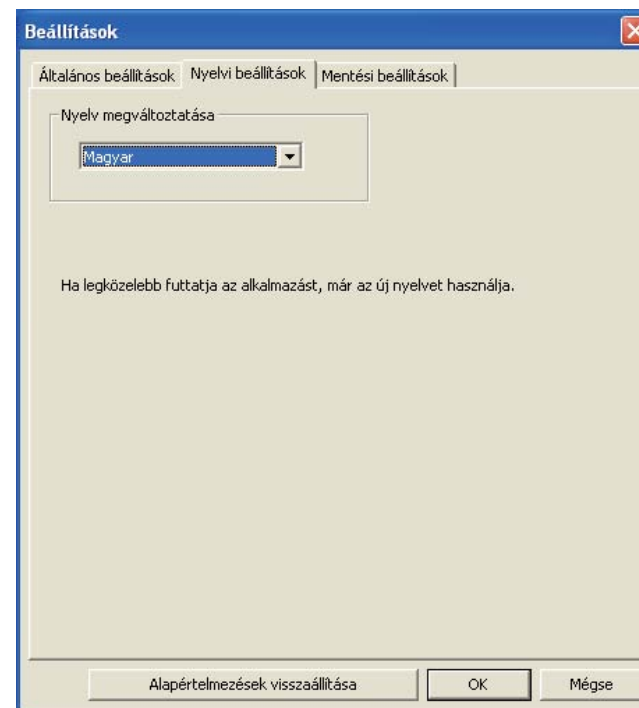 Beállítások
Általános beállítások Nyelvi beállítások Mentési beállítások
Nyelv megváltoztatása
Magyar
Ha legközelebb futtatja az alkalmazást, már az új nyelvet használja.
Alapértelmezések visszaállítása OK Mégse